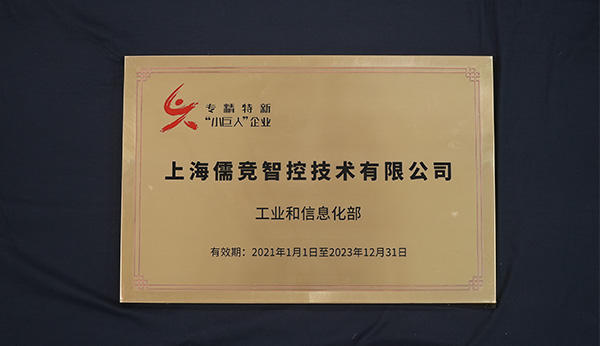 专精特新
“小巨人”企业
上海儒竞智控技术有限公司
工业和信息化部
有效期：2021年1月1日至2023年12月31日